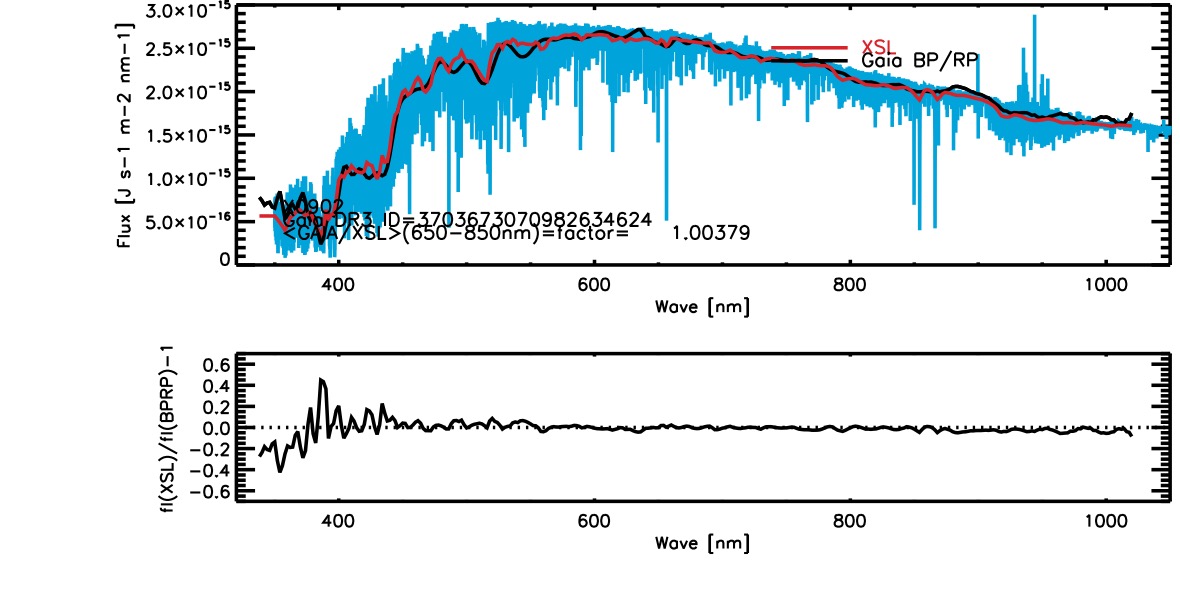 3.0×10⁻¹⁵
2.5×10⁻¹⁵
2.0×10⁻¹⁵
1.5×10⁻¹⁵
1.0×10⁻¹⁵
5.0×10⁻¹⁶
0
Flux [J s−1 m−2 nm−1]
XSL
Gaia BP/RP
X0902
Gaia DR3 ID=3703673070982634624
<GAIA/XSL>(650−850nm)=factor= 1.00379
400 600 800 1000
Wave [nm]
0.6
0.4
0.2
0.0
−0.2
−0.4
−0.6
fl(XSL)/fl(BPRP)−1
400 600 800 1000
Wave [nm]